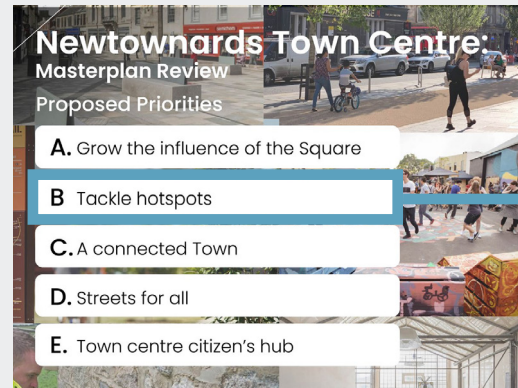 Newtownards Town Centre:
Masterplan Review
Proposed Priorities
A. Grow the influence of the Square
B Tackle hotspots
C. A connected Town
D. Streets for all
E. Town centre citizen's hub